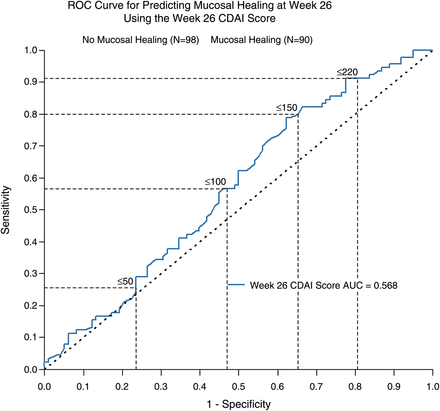 ROC Curve for Predicting Mucosal Healing at Week 26
Using the Week 26 CDAI Score
No Mucosal Healing (N=98) Mucosal Healing (N=90)
1.0
0.9
0.8
0.7
0.6
0.5
0.4
0.3
0.2
0.1
0.0
Sensitivity
≤220
≤150
≤100
≤50
Week 26 CDAI Score AUC = 0.568
0.0 0.1 0.2 0.3 0.4 0.5 0.6 0.7 0.8 0.9 1.0
1 - Specificity